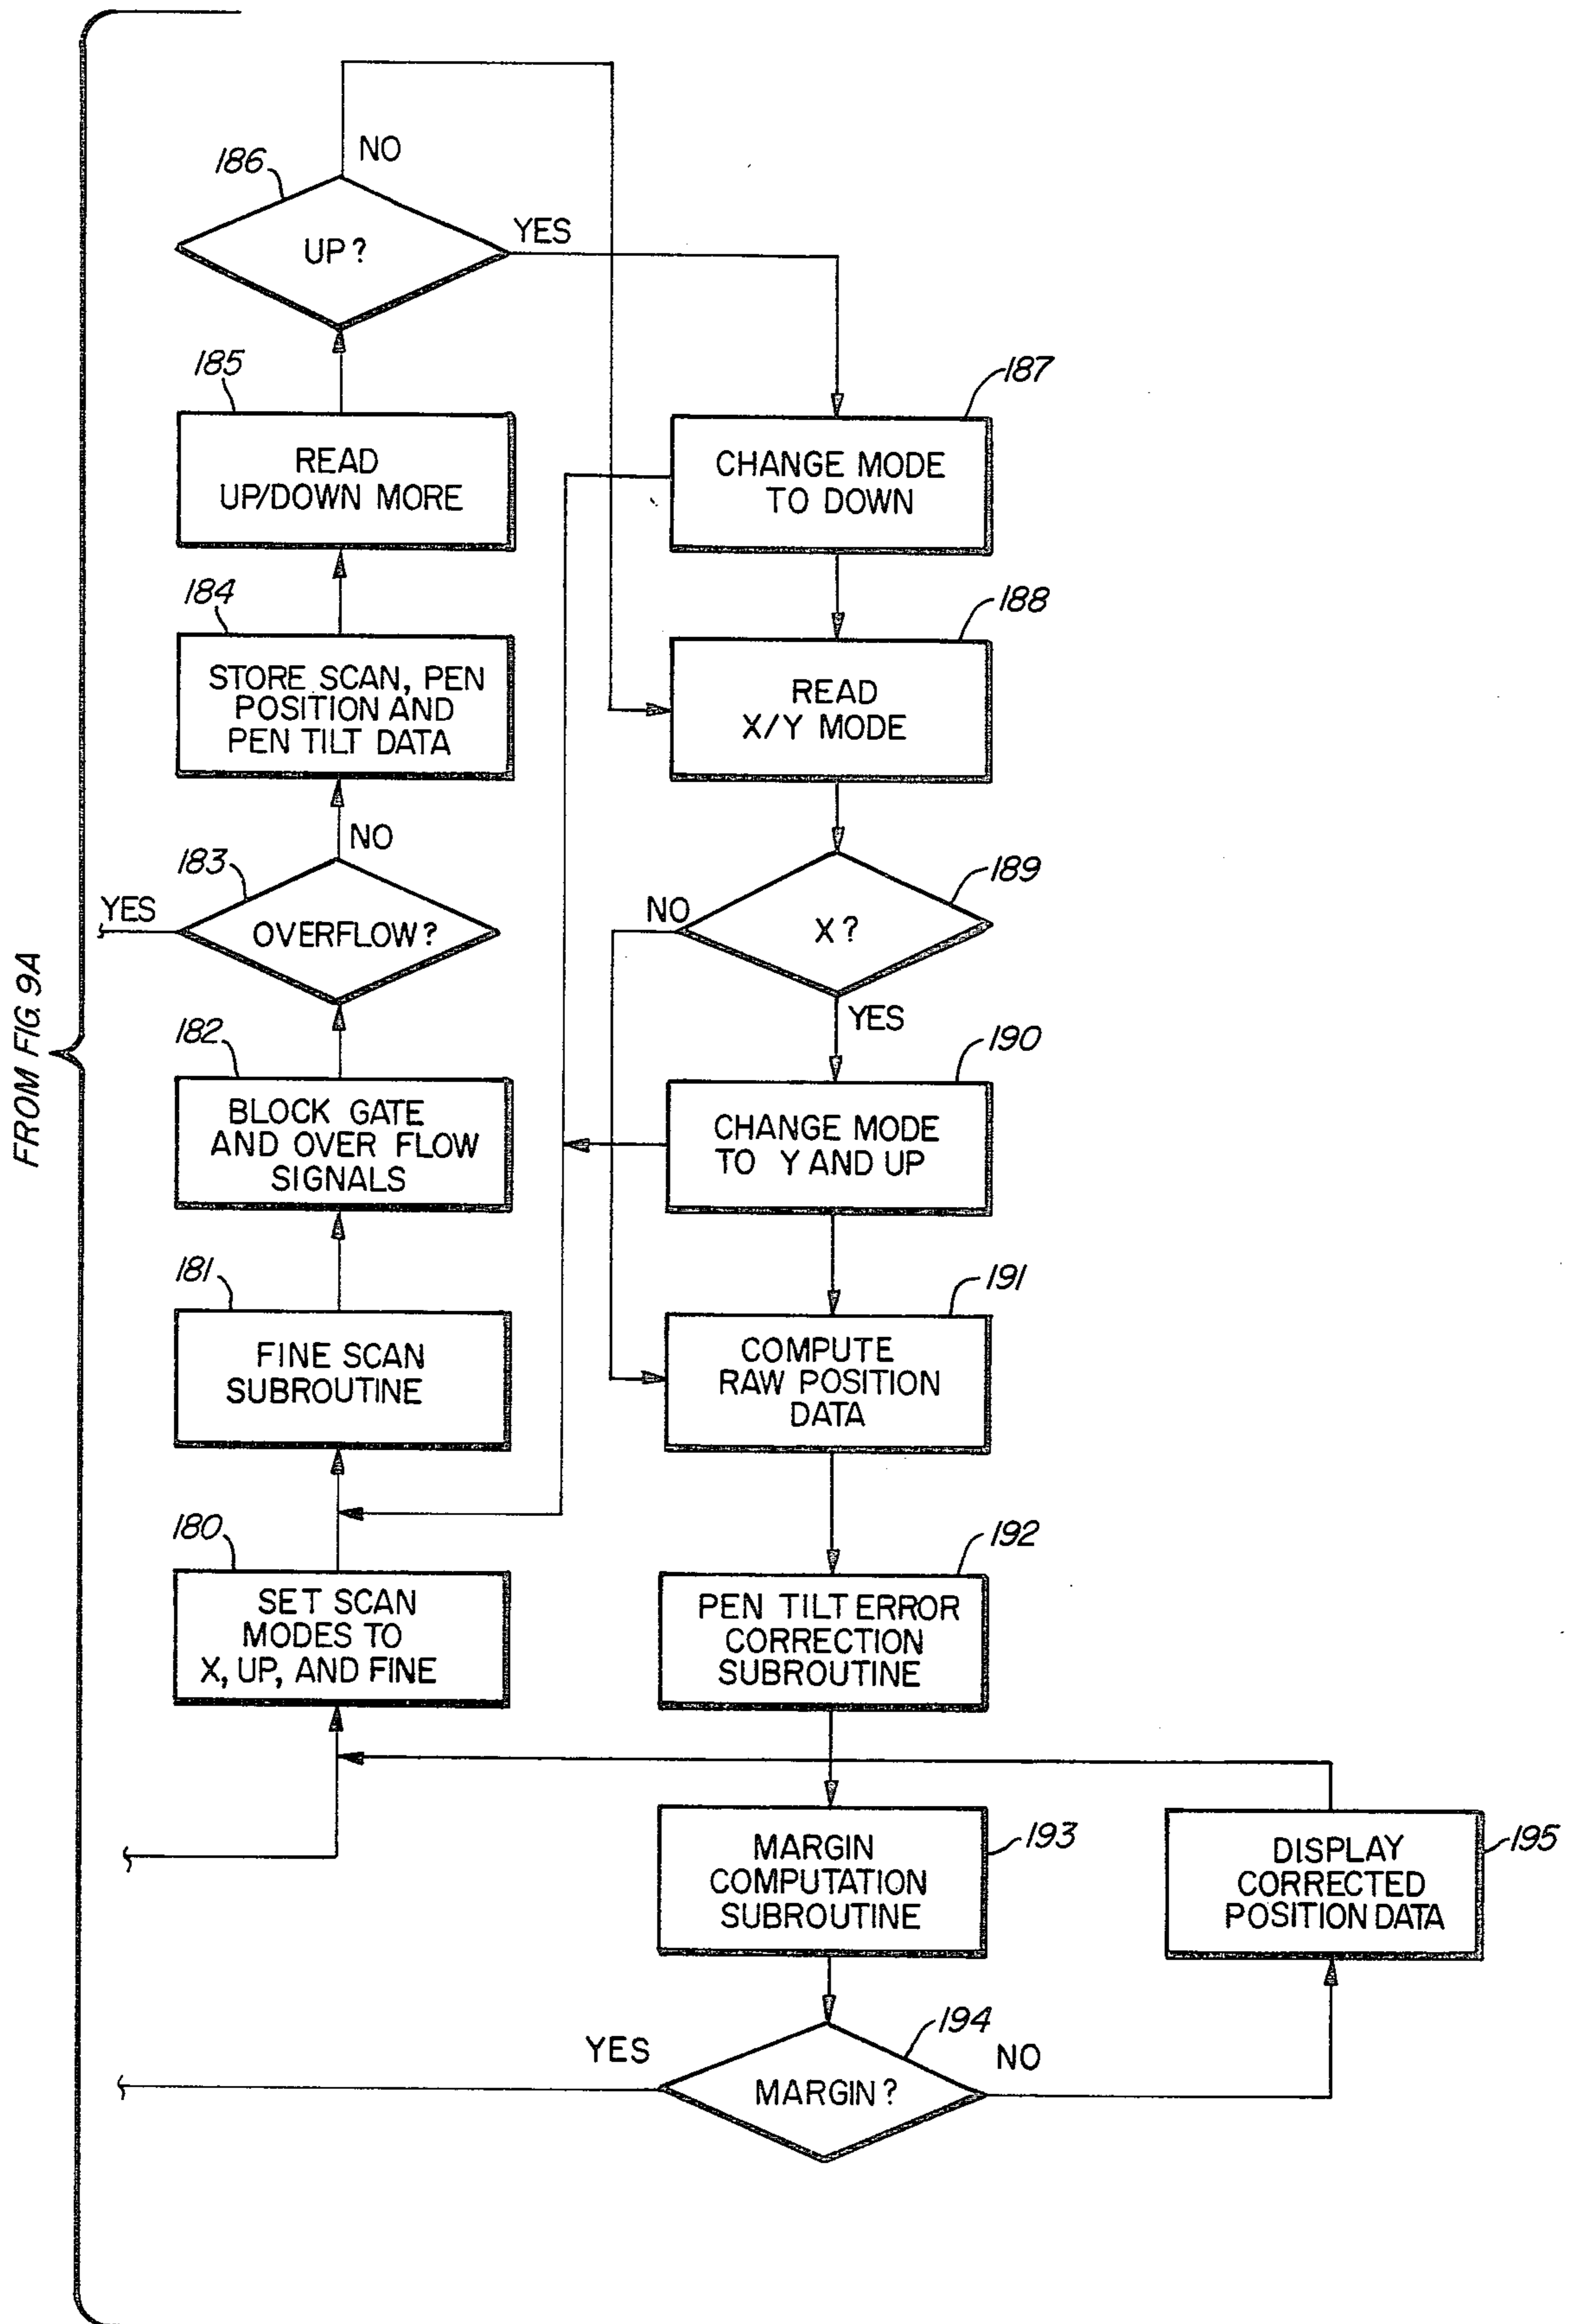 FROM FIG. 9A
NO
186
UP?
YES
185
READ
UP/DOWN MORE
184
STORE SCAN, PEN
POSITION AND
PEN TILT DATA
NO
183
YES
OVERFLOW?
182
BLOCK GATE
AND OVER FLOW
SIGNALS
181
FINE SCAN
SUBROUTINE
180
SET SCAN
MODES TO
X, UP, AND FINE
187
CHANGE MODE
TO DOWN
188
READ
X/Y MODE
189
NO
X?
YES
190
CHANGE MODE
TO Y AND UP
191
COMPUTE
RAW POSITION
DATA
192
PEN TILT ERROR
CORRECTION
SUBROUTINE
193
MARGIN
COMPUTATION
SUBROUTINE
195
DISPLAY
CORRECTED
POSITION DATA
194
YES
NO
MARGIN?